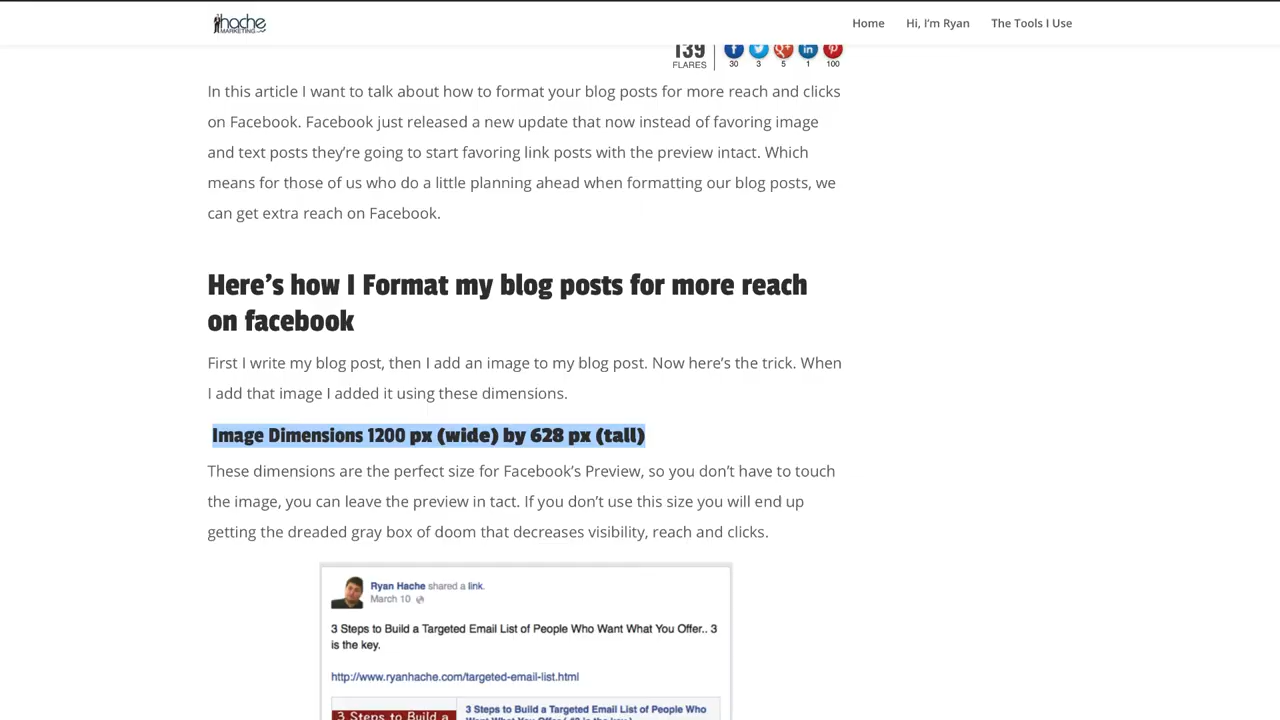 hache
MARKETING
Home Hi, I'm Ryan The Tools I Use
139
FLARES
30 3 5 1 100
In this article I want to talk about how to format your blog posts for more reach and clicks
on Facebook. Facebook just released a new update that now instead of favoring image
and text posts they're going to start favoring link posts with the preview intact. Which
means for those of us who do a little planning ahead when formatting our blog posts, we
can get extra reach on Facebook.
Here's how I Format my blog posts for more reach
on facebook
First I write my blog post, then I add an image to my blog post. Now here's the trick. When
I add that image I added it using these dimensions.
Image Dimensions 1200 px (wide) by 628 px (tall)
These dimensions are the perfect size for Facebook's Preview, so you don't have to touch
the image, you can leave the preview in tact. If you don't use this size you will end up
getting the dreaded gray box of doom that decreases visibility, reach and clicks.
Ryan Hache shared a link.
March 10
3 Steps to Build a Targeted Email List of People Who Want What You Offer.. 3
is the key.
http://www.ryanhache.com/targeted-email-list.html
3 Steps to Build a
3 Steps to Build a Targeted Email List of People Who
Want What You Offer ( #3 is the key )